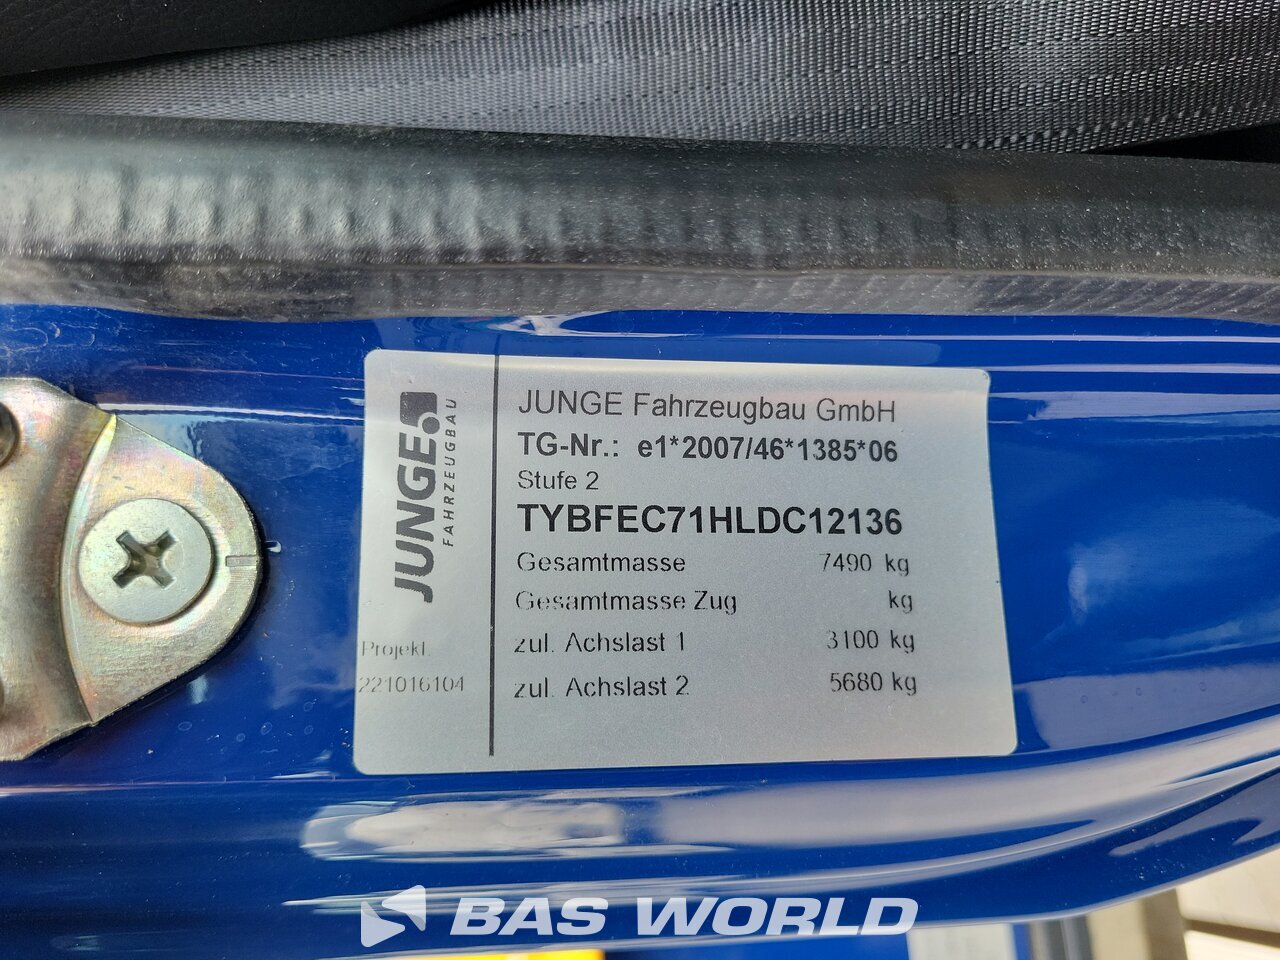 JUNGE
FAHRZEUGBAU
Projekt
221016104
JUNGE Fahrzeugbau GmbH
TG-Nr.: e1*2007/46*1385*06
Stufe 2
TYBFEC71HLDC12136
Gesamtmasse 7490 kg
Gesamtmasse Zug kg
zul. Achslast 1 3100 kg
zul. Achslast 2 5680 kg
BAS WORLD